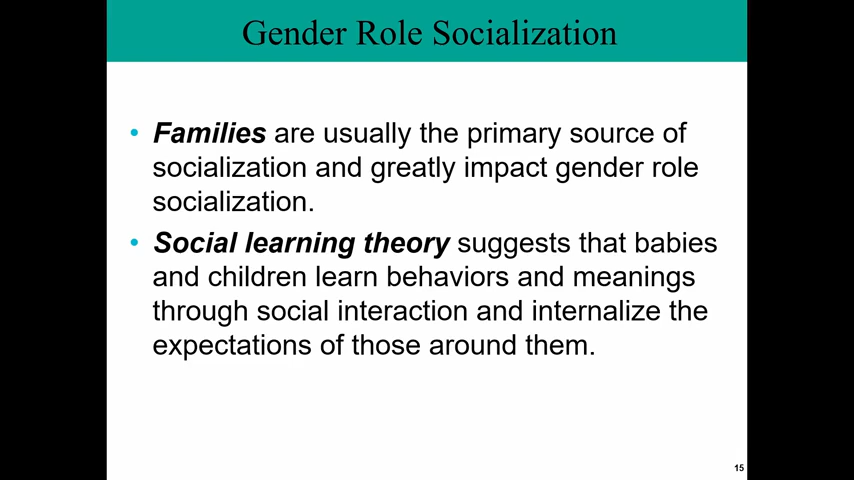 Gender Role Socialization
• Families are usually the primary source of
socialization and greatly impact gender role
socialization.
• Social learning theory suggests that babies
and children learn behaviors and meanings
through social interaction and internalize the
expectations of those around them.
15